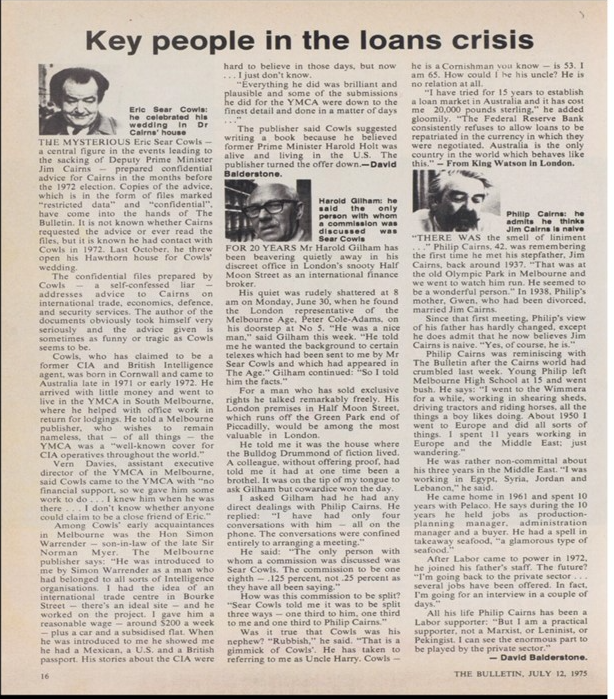 Key people in the loans crisis
Eric Sear Cowls:
he celebrated his
wedding in Dr
Cairns' house
THE MYSTERIOUS Eric Sear Cowls —
a central figure in the events leading to
the sacking of Deputy Prime Minister
Jim Cairns — prepared confidential
advice for Cairns in the months before
the 1972 election. Copies of the advice,
which is in the form of files marked
"restricted data" and "confidential",
have come into the hands of The
Bulletin. It is not known whether Cairns
requested the advice or ever read the
files, but it is known he had contact with
Cowls in 1972. Last October, he threw
open his Hawthorn house for Cowls'
wedding.
The confidential files prepared by
Cowls — a self-confessed liar —
addresses advice to Cairns on
international trade, economics, defence,
and security services. The author of the
documents obviously took himself very
seriously and the advice given is
sometimes as funny or tragic as Cowls
seems to be.
Cowls, who has claimed to be a
former CIA and British Intelligence
agent, was born in Cornwall and came to
Australia late in 1971 or early 1972. He
arrived with little money and went to
live in the YMCA in South Melbourne,
where he helped with office work in
return for lodgings. He told a Melbourne
publisher, who wishes to remain
nameless, that — of all things — the
YMCA was a "well-known cover for
CIA operatives throughout the world."
Vern Davies, assistant executive
director of the YMCA in Melbourne,
said Cowls came to the YMCA with "no
financial support, so we gave him some
work to do . . . I knew him when he was
there . . . I don't know whether anyone
could claim to be a close friend of Eric."
Among Cowls' early acquaintances
in Melbourne was the Hon Simon
Warrender — son-in-law of the late Sir
Norman Myer. The Melbourne
publisher says: "He was introduced to
me by Simon Warrender as a man who
had belonged to all sorts of Intelligence
organisations. I had the idea of an
international trade centre in Bourke
Street — there's an ideal site — and he
worked on the project. I gave him a
reasonable wage — around $200 a week
— plus a car and a subsidised flat. When
he was introduced to me he showed me
he had a Mexican, a U.S. and a British
passport. His stories about the CIA were
hard to believe in those days, but now
. . . I just don't know.
"Everything he did was brilliant and
plausible and some of the submissions
he did for the YMCA were down to the
finest detail and done in a matter of days
. . ."
The publisher said Cowls suggested
writing a book because he believed
former Prime Minister Harold Holt was
alive and living in the U.S. The
publisher turned the offer down.—David
Balderstone.
Harold Gilham: he
said the only
person with whom
a commission was
discussed was
Sear Cowls
FOR 20 YEARS Mr Harold Gilham has
been beavering quietly away in his
discreet office in London's snooty Half
Moon Street as an international finance
broker.
His quiet was rudely shattered at 8
am on Monday, June 30, when he found
the London representative of the
Melbourne Age, Peter Cole-Adams, on
his doorstep at No 5. "He was a nice
man," said Gilham this week. "He told
me he wanted the background to certain
telexes which had been sent to me by Mr
Sear Cowls and which had appeared in
The Age." Gilham continued: "So I told
him the facts."
For a man who has sold exclusive
rights he talked remarkably freely. His
London premises in Half Moon Street,
which runs off the Green Park end of
Piccadilly, would be among the most
valuable in London.
He told me it was the house where
the Bulldog Drummond of fiction lived.
A colleague, without offering proof, had
told me it had at one time been a
brothel. It was on the tip of my tongue to
ask Gilham but cowardice won the day.
I asked Gilham had he had any
direct dealings with Philip Cairns. He
replied: "I have had only four
conversations with him — all on the
phone. The conversations were confined
entirely to arranging a meeting."
He said: "The only person with
whom a commission was discussed was
Sear Cowls. The commission to be one
eighth — .125 percent, not .25 percent as
they have all been saying."
How was this commission to be split?
"Sear Cowls told me it was to be split
three ways — one third to him, one third
to me and one third to Philip Cairns."
Was it true that Cowls was his
nephew? "Rubbish," he said. "That is a
gimmick of Cowls'. He has taken to
referring to me as Uncle Harry. Cowls —
he is a Cornishman you know — is 53. I
am 65. How could I be his uncle? He is
no relation at all.
"I have tried for 15 years to establish
a loan market in Australia and it has cost
me 20,000 pounds sterling," he added
gloomily. "The Federal Reserve Bank
consistently refuses to allow loans to be
repatriated in the currency in which they
were negotiated. Australia is the only
country in the world which behaves like
this." — From King Watson in London.
Philip Cairns: he
admits he thinks
Jim Cairns is naive
"THERE WAS the smell of liniment
. . ." Philip Cairns, 42, was remembering
the first time he met his stepfather, Jim
Cairns, back around 1937. "That was at
the old Olympic Park in Melbourne and
we went to watch him run. He seemed to
be a wonderful person." In 1938, Philip's
mother, Gwen, who had been divorced,
married Jim Cairns.
Since that first meeting, Philip's view
of his father has hardly changed, except
he does admit that he now believes Jim
Cairns is naive. "Yes, of course, he is."
Philip Cairns was reminiscing with
The Bulletin after the Cairns world had
crumbled last week. Young Philip left
Melbourne High School at 15 and went
bush. He says: "I went to the Wimmera
for a while, working in shearing sheds,
driving tractors and riding horses, all the
things a boy likes doing. About 1950 I
went to Europe and did all sorts of
things. I spent 11 years working in
Europe and the Middle East; just
wandering."
He was rather non-committal about
his three years in the Middle East. "I was
working in Egypt, Syria, Jordan and
Lebanon," he said.
He came home in 1961 and spent 10
years with Pelaco. He says during the 10
years he held jobs as production-
planning manager, administration
manager and a buyer. He had a spell in
takeaway seafood, "a glamorous type of
seafood."
After Labor came to power in 1972,
he joined his father's staff. The future?
"I'm going back to the private sector . . .
several jobs have been offered. In fact,
I'm going for an interview in a couple of
days."
All his life Philip Cairns has been a
Labor supporter: "But I am a practical
supporter, not a Marxist, or Leninist, or
Pekingist. I can see the enormous part to
be played by the private sector."
— David Balderstone.
16
THE BULLETIN, JULY 12, 1975